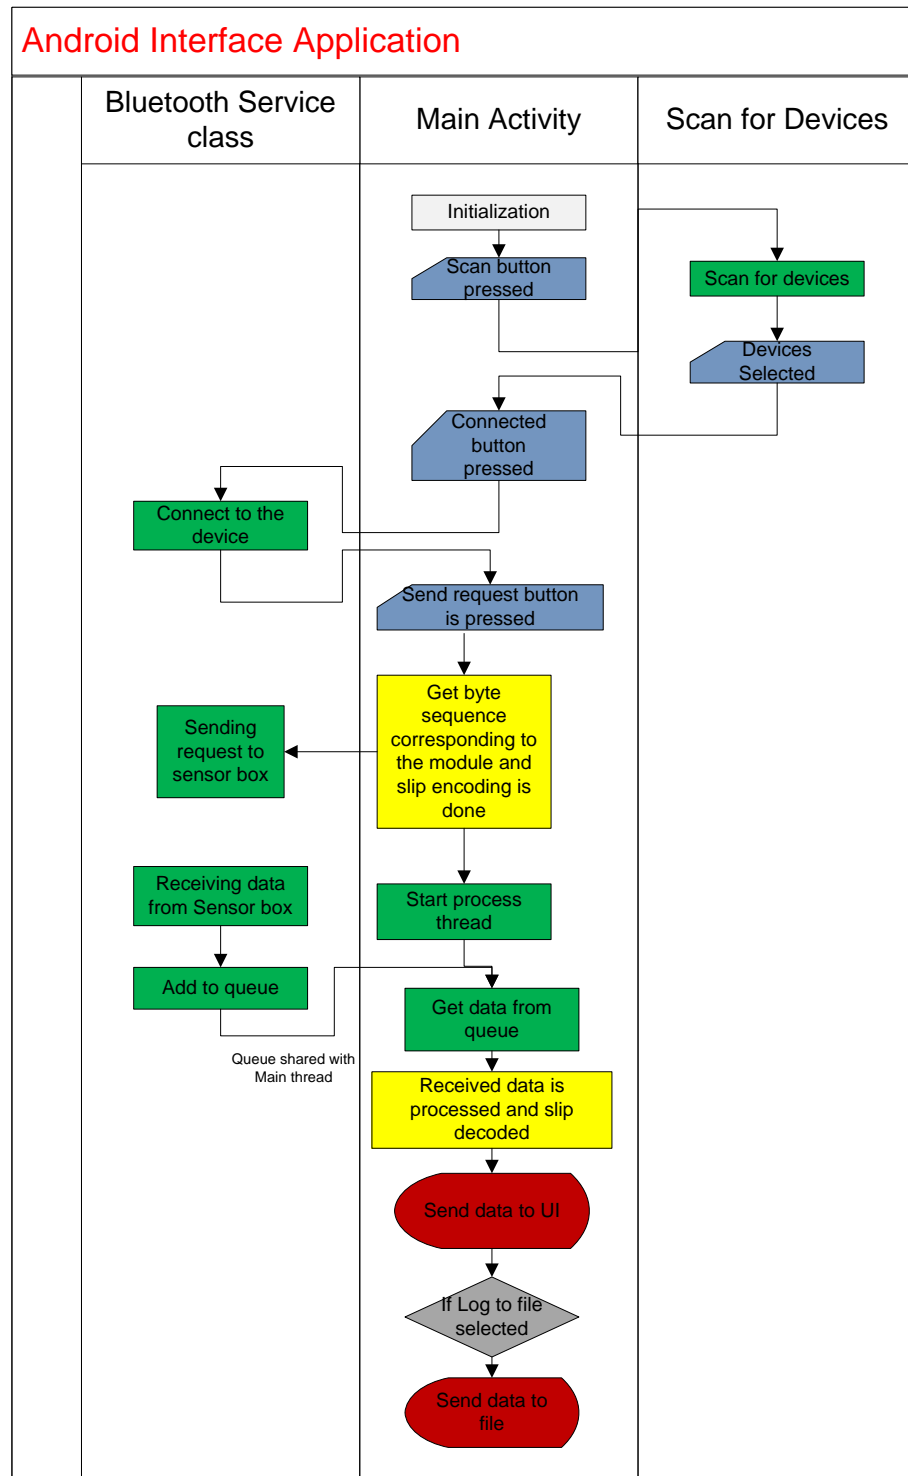 Android Interface Application
Bluetooth Service
class
Main Activity
Scan for Devices
Initialization
Scan button
pressed
Scan for devices
Devices
Selected
Connected
button
pressed
Connect to the
device
Send request button
is pressed
Get byte
sequence
corresponding to
the module and
slip encoding is
done
Sending
request to
sensor box
Receiving data
from Sensor box
Start process
thread
Add to queue
Get data from
queue
Queue shared with
Main thread
Received data is
processed and slip
decoded
Send data to UI
If Log to file
selected
Send data to
file